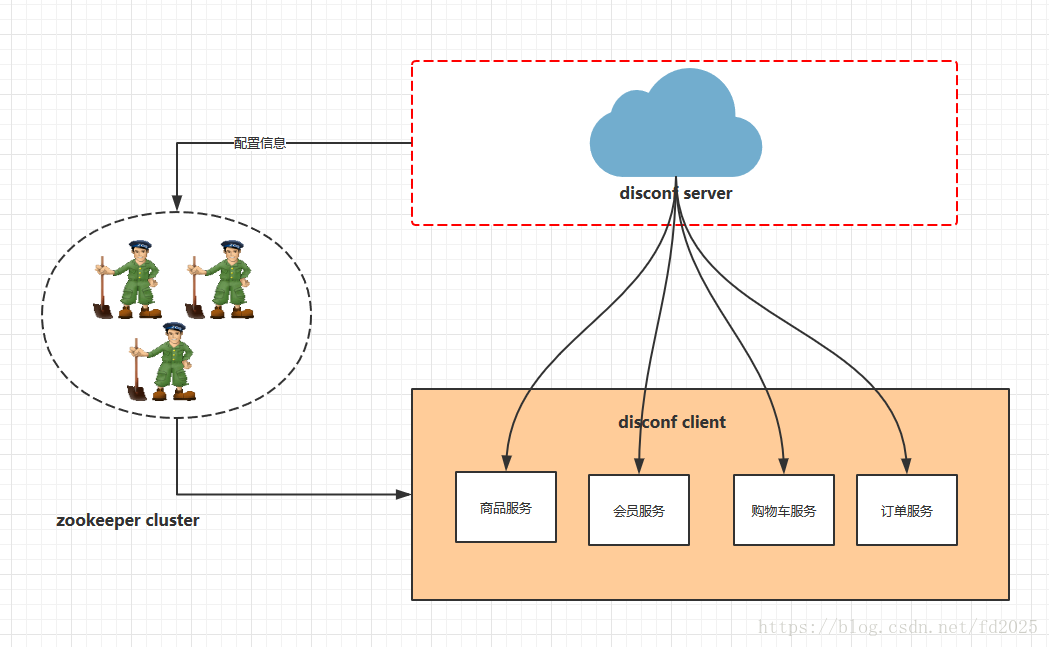 disconf server
配置信息
disconf client
商品服务
会员服务
购物车服务
订单服务
zookeeper cluster
https://blog.csdn.net/fd2025